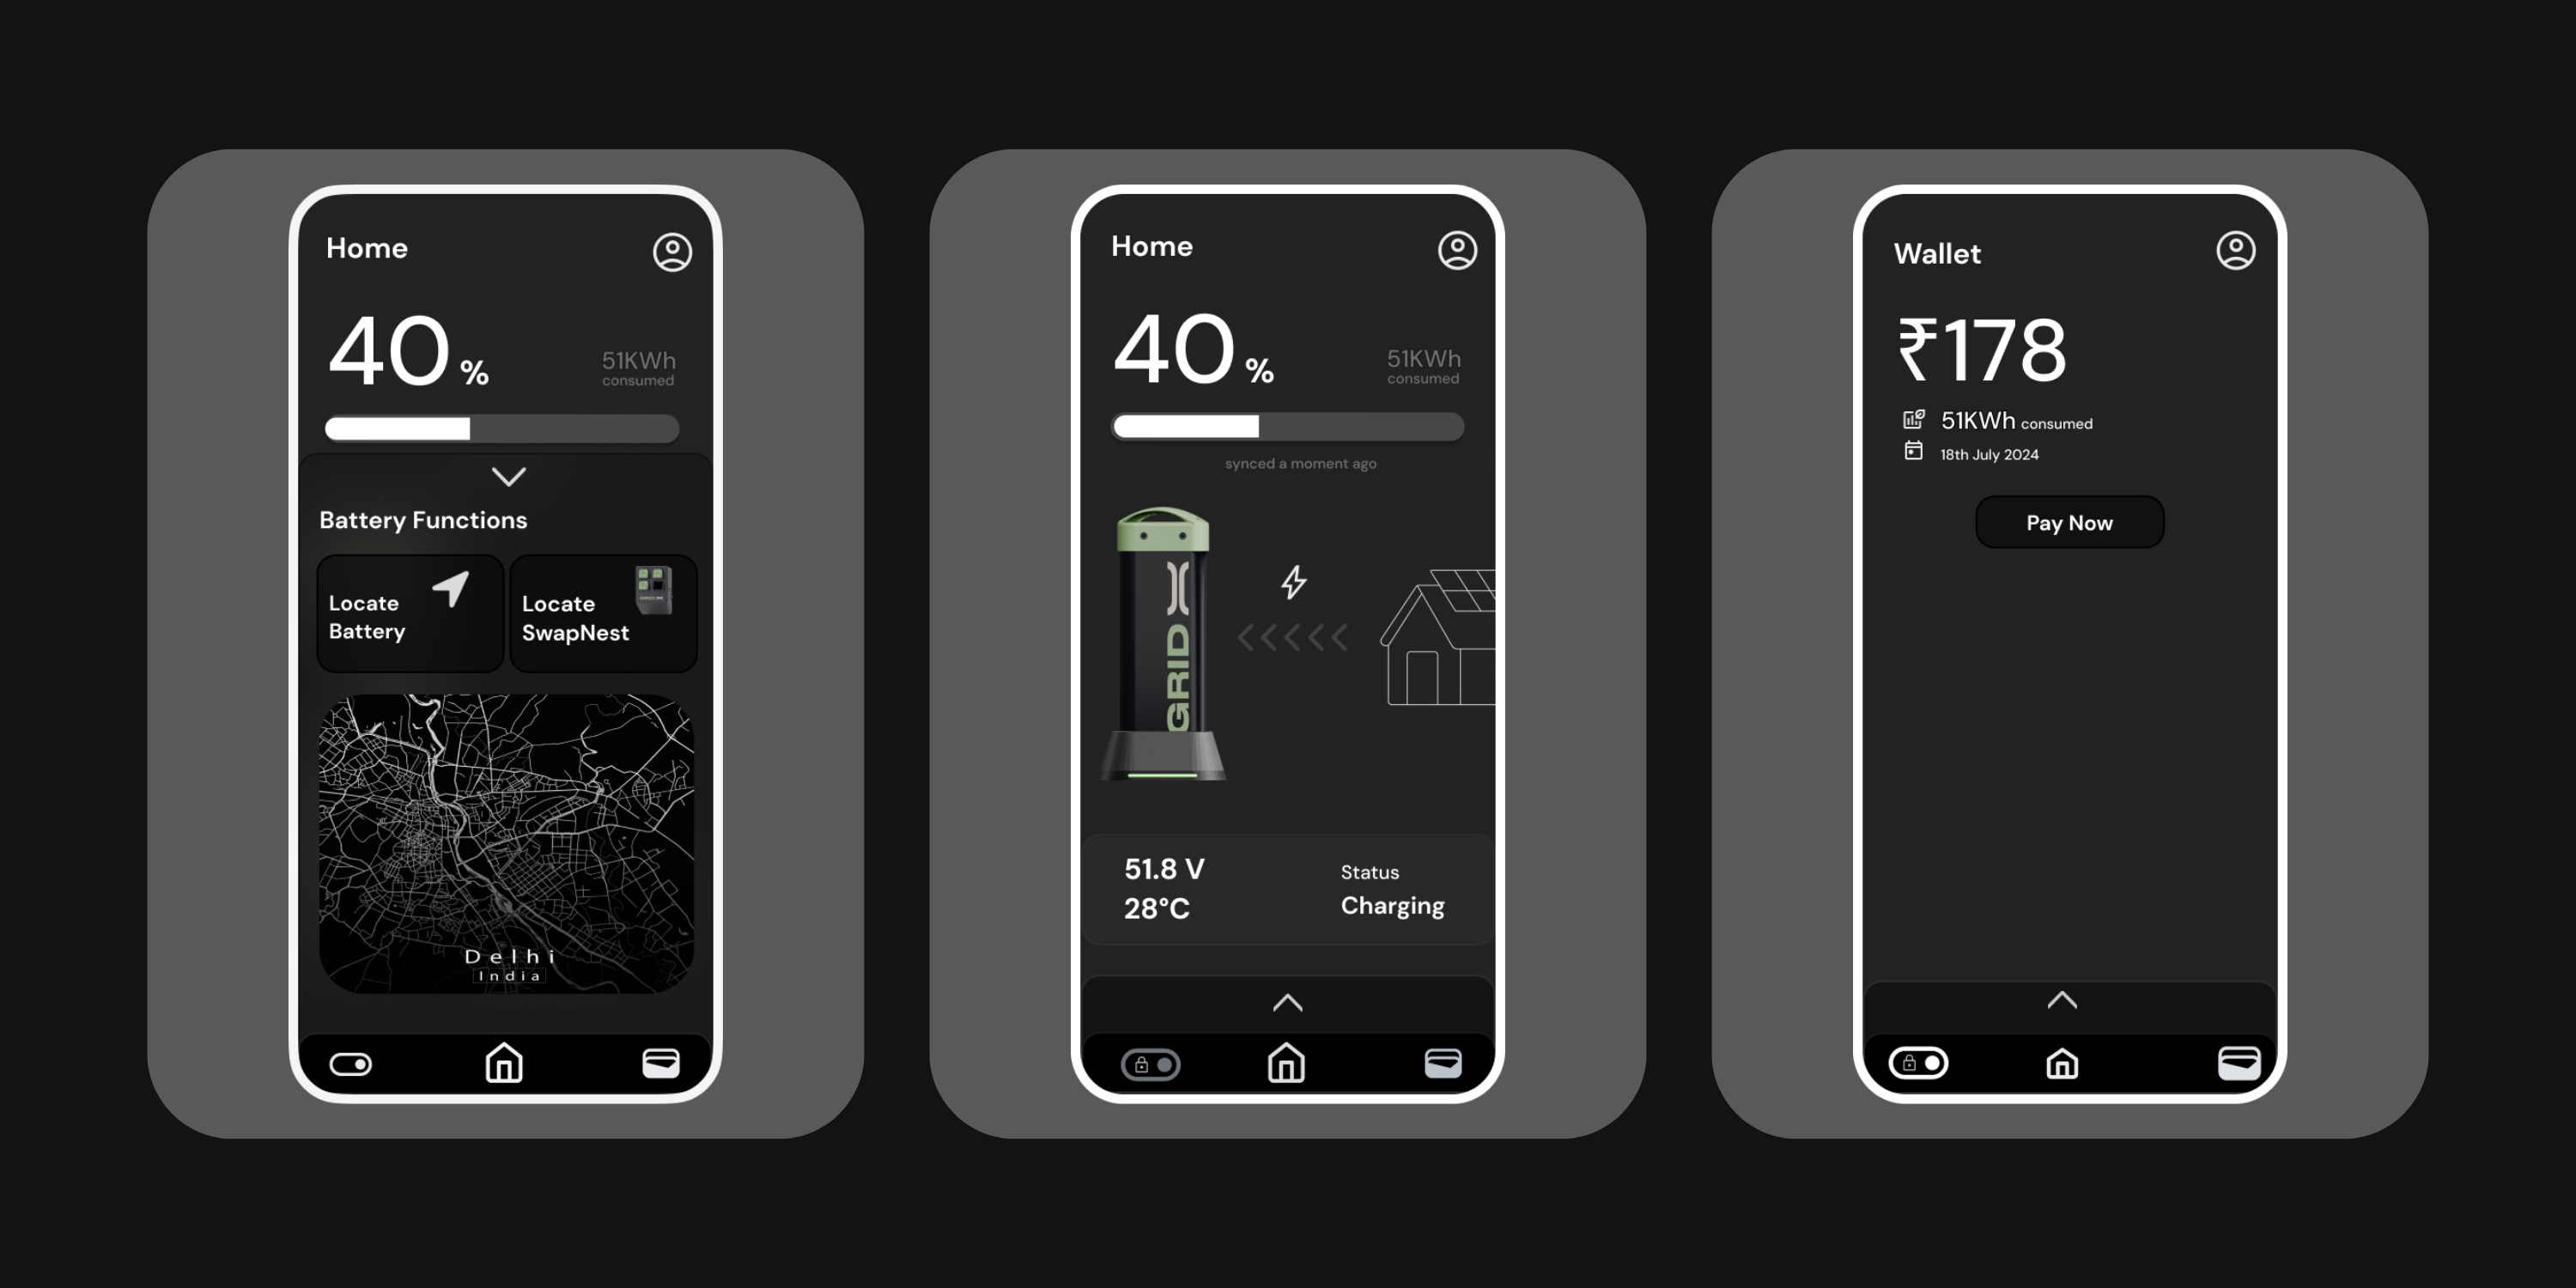 Home
40 %
51KWh
consumed
Battery Functions
Locate
Battery
Locate
SwapNest
Delhi
India
Home
40 %
51KWh
consumed
synced a moment ago
GRID
51.8 V
28°C
Status
Charging
Wallet
₹178
51KWh consumed
18th July 2024
Pay Now